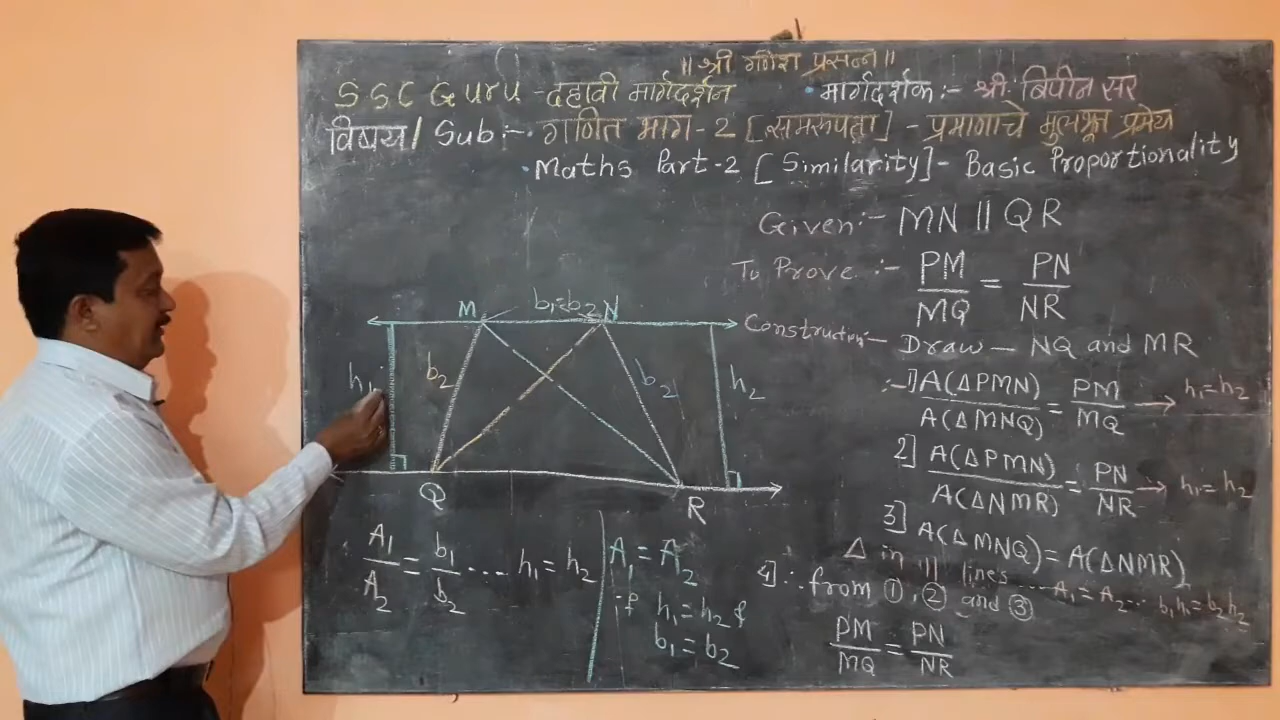 ॥ श्री गणेश प्रसन्न ॥
SSC Guru - दहावी मार्गदर्शन • मार्गदर्शक :- श्री बिपीन सर
विषय / Sub :- • गणित भाग - 2 [समरूपता] - प्रमाणाचे मूलभूत प्रमेय
• Maths Part-2 [Similarity] - Basic Proportionality
Given :- MN || QR
To Prove :- PM/MQ = PN/NR
Construction :- Draw - NQ and MR
M b₁=b₂ N
h₁ b₂ b₂ h₂
Q R
:- 1] A(ΔPMN)/A(ΔMNQ) = PM/MQ → h₁=h₂
2] A(ΔPMN)/A(ΔNMR) = PN/NR → h₁=h₂
3] A(ΔMNQ) = A(ΔNMR)
Δ in || lines ... A₁=A₂... b₁h₁=b₂h₂
4] ∴ from ①, ② and ③
PM/MQ = PN/NR
A₁/A₂ = b₁/b₂ .... h₁=h₂
A₁ = A₂
if h₁=h₂ &
b₁=b₂